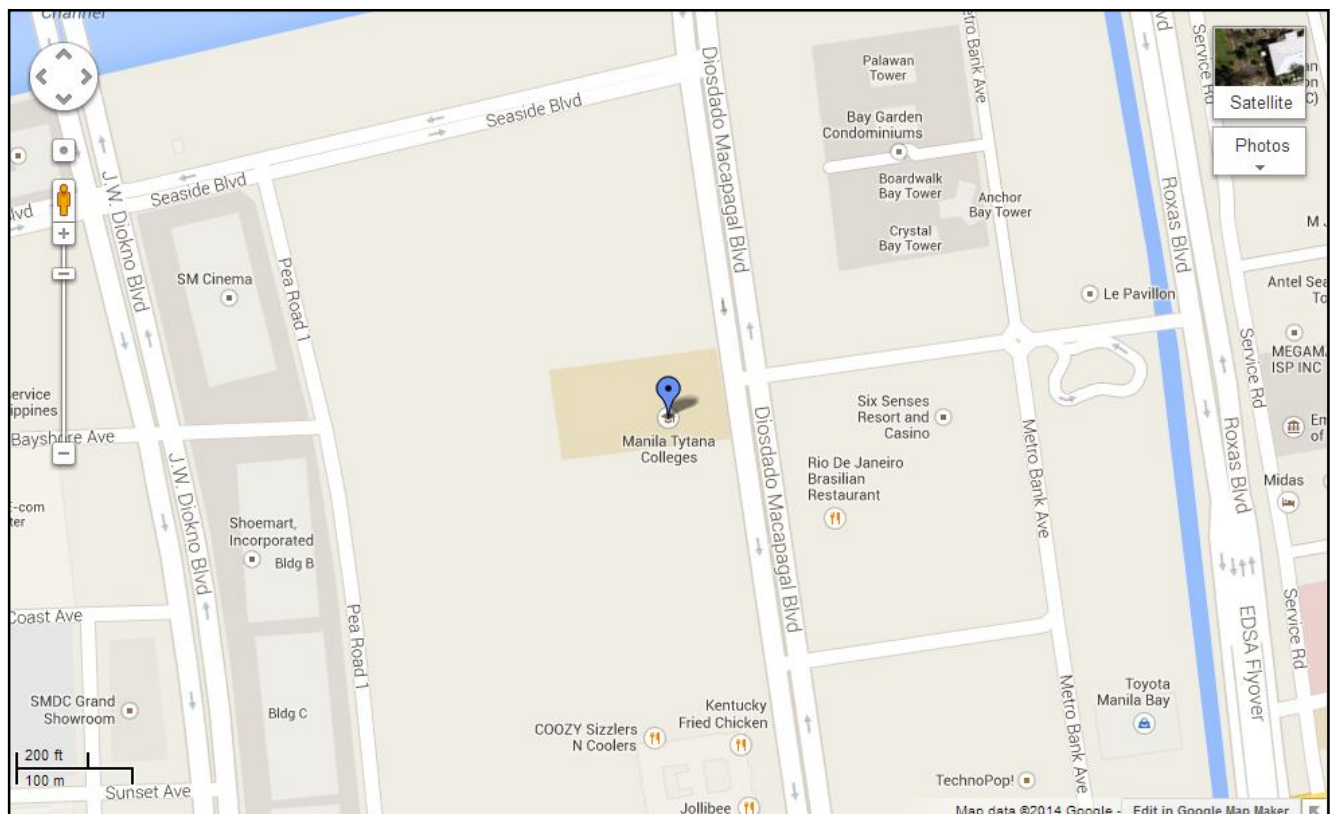 Channel
Palawan
Tower
Metro Bank Ave
Roxas Blvd
Service Rd
Satellite
Photos
Diosdado Macapagal Blvd
Seaside Blvd
Bay Garden
Condominiums
Boardwalk
Bay Tower
Anchor
Bay Tower
Crystal
Bay Tower
J.W. Diokno Blvd
Seaside Blvd
SM Cinema
Pea Road 1
Le Pavillon
Antel Sea
MEGAM
ISP INC
Service Rd
Manila Tytana
Colleges
Six Senses
Resort and
Casino
Rio De Janeiro
Brasilian
Restaurant
Diosdado Macapagal Blvd
Metro Bank Ave
Roxas Blvd
Midas
Bayshore Ave
J.W. Diokno Blvd
Shoemart,
Incorporated
Bldg B
Coast Ave
Pea Road 1
EDSA Flyover
Service Rd
SMDC Grand
Showroom
Bldg C
COOZY Sizzlers
N Coolers
Kentucky
Fried Chicken
Metro Bank Ave
Toyota
Manila Bay
200 ft
100 m
Sunset Ave
Jollibee
TechnoPop!
Map data ©2014 Google -
Edit in Google Map Maker